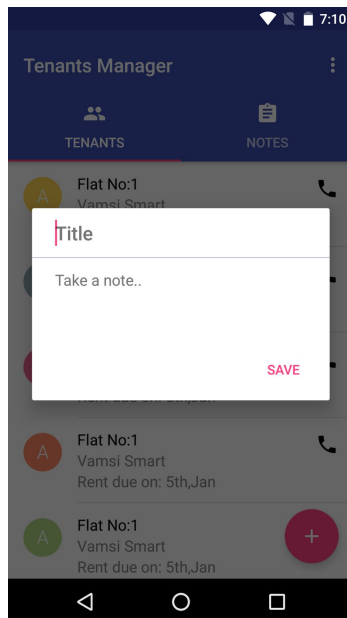 7:10
Tenants Manager
TENANTS
NOTES
A
Flat No:1
Vamsi Smart
Title
Take a note..
SAVE
Rent due on: 5th,Jan
A
Flat No:1
Vamsi Smart
Rent due on: 5th,Jan
A
Flat No:1
Vamsi Smart
Rent due on: 5th,Jan
+